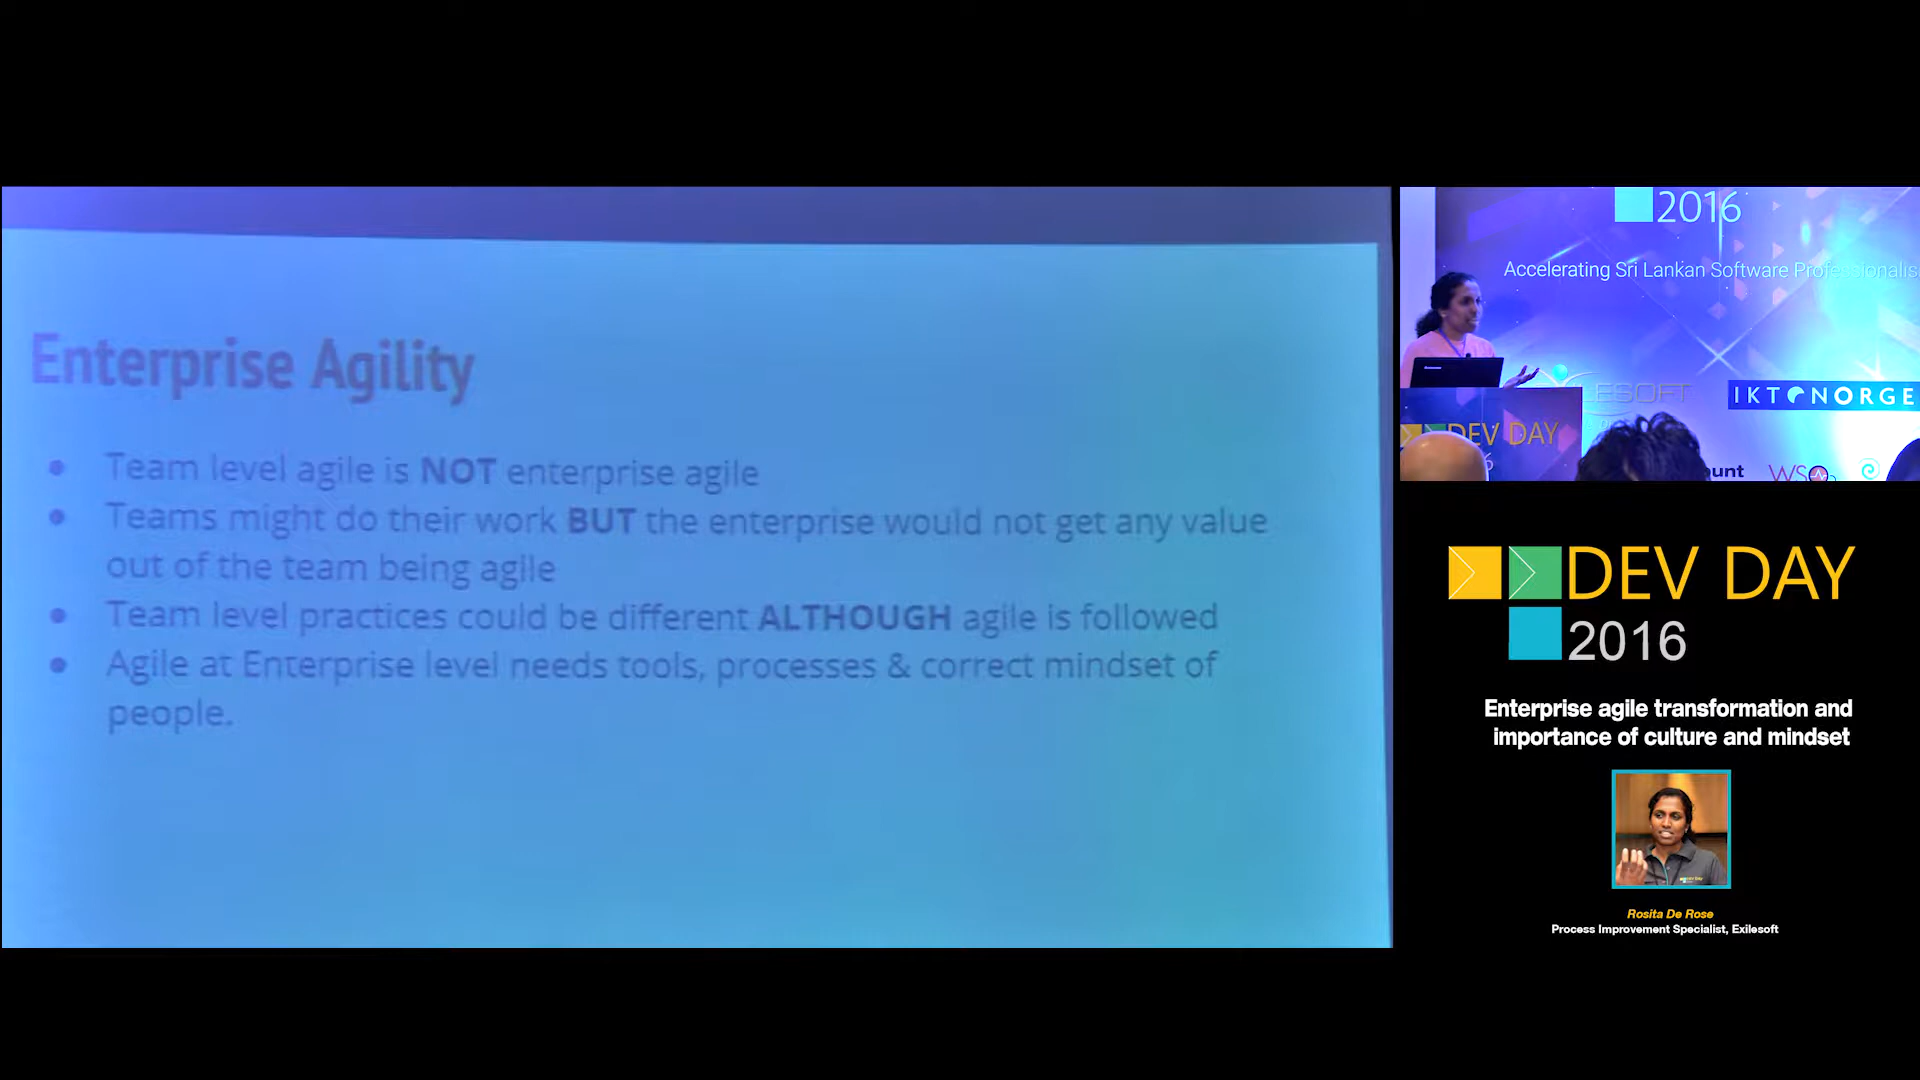 Enterprise Agility
Team level agile is NOT enterprise agile
Teams might do their work BUT the enterprise would not get any value
out of the team being agile
Team level practices could be different ALTHOUGH agile is followed
Agile at Enterprise level needs tools, processes & correct mindset of
people.
2016
Accelerating Sri Lankan Software Professionalis
LESOFT
IKT NORGE
DEV DAY
6
unt
WSO2
DEV DAY
2016
Enterprise agile transformation and
importance of culture and mindset
Rosita De Rose
Process Improvement Specialist, Exilesoft